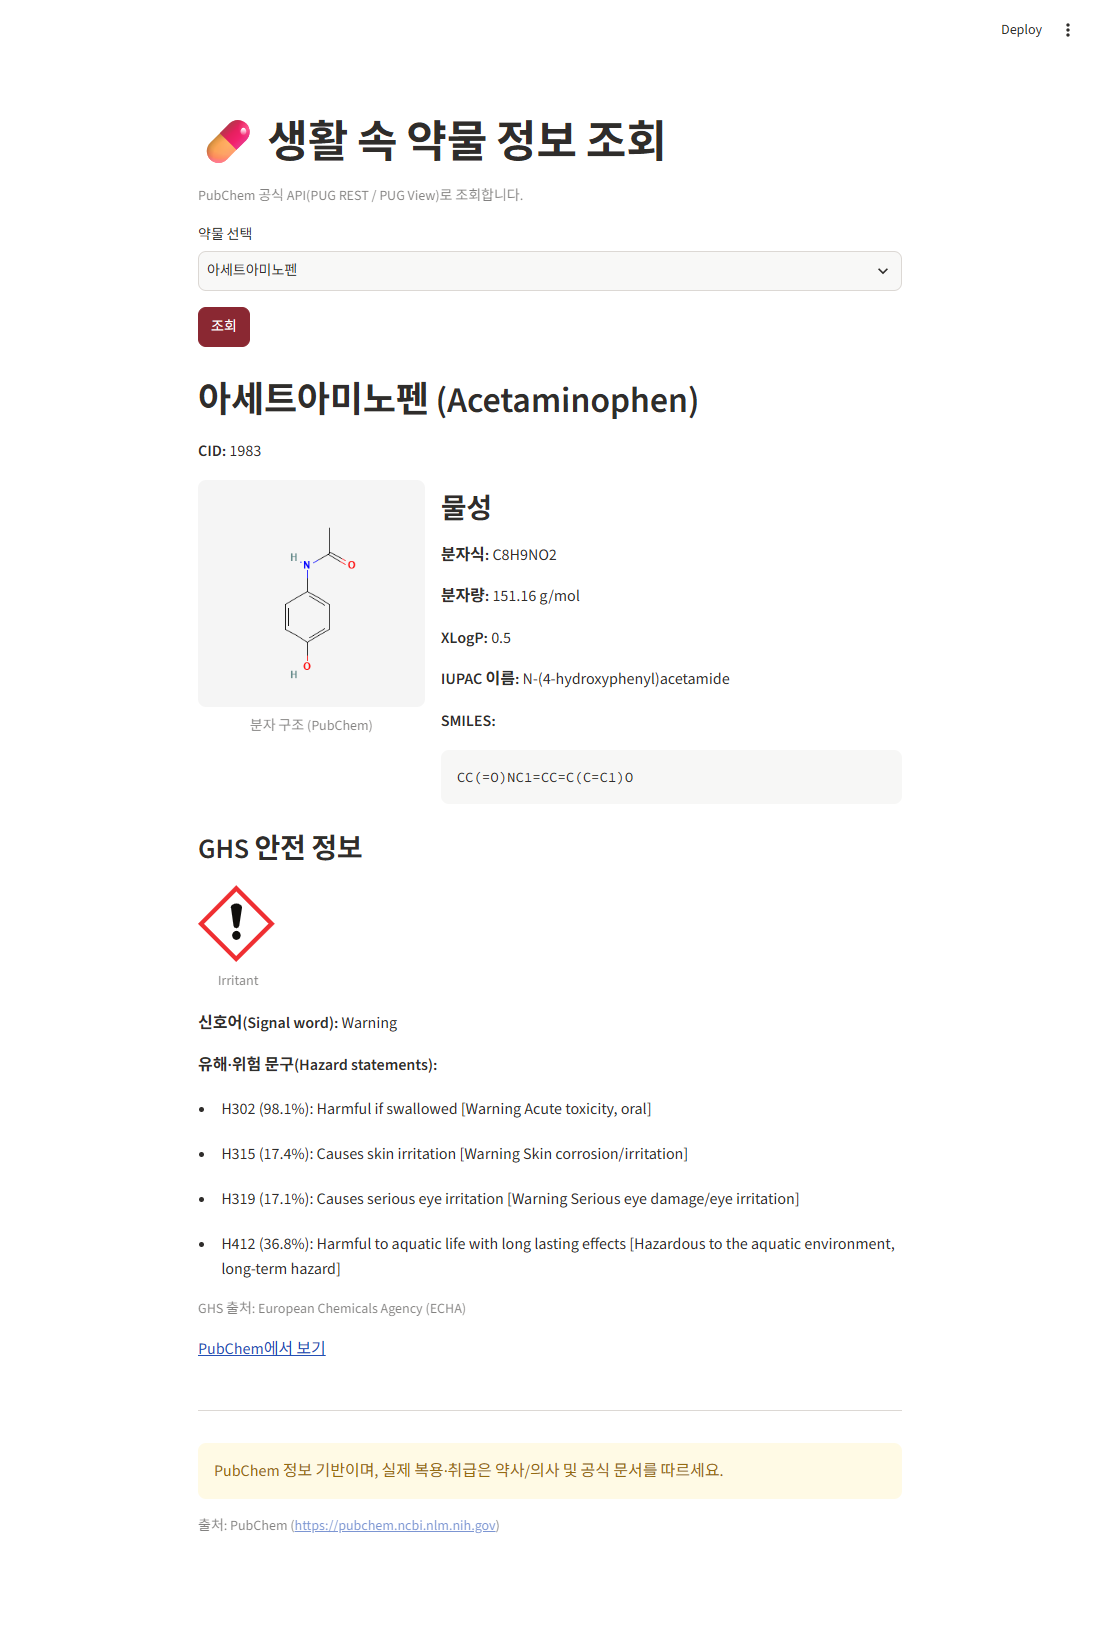 Deploy
생활 속 약물 정보 조회
PubChem 공식 API(PUG REST / PUG View)로 조회합니다.
약물 선택
아세트아미노펜
조회
아세트아미노펜 (Acetaminophen)
CID: 1983
H
N
O
O
H
분자 구조 (PubChem)
물성
분자식: C8H9NO2
분자량: 151.16 g/mol
XLogP: 0.5
IUPAC 이름: N-(4-hydroxyphenyl)acetamide
SMILES:
CC(=O)NC1=CC=C(C=C1)O
GHS 안전 정보
Irritant
신호어(Signal word): Warning
유해·위험 문구(Hazard statements):
• H302 (98.1%): Harmful if swallowed [Warning Acute toxicity, oral]
• H315 (17.4%): Causes skin irritation [Warning Skin corrosion/irritation]
• H319 (17.1%): Causes serious eye irritation [Warning Serious eye damage/eye irritation]
• H412 (36.8%): Harmful to aquatic life with long lasting effects [Hazardous to the aquatic environment,
long-term hazard]
GHS 출처: European Chemicals Agency (ECHA)
PubChem에서 보기
PubChem 정보 기반이며, 실제 복용·취급은 약사/의사 및 공식 문서를 따르세요.
출처: PubChem (https://pubchem.ncbi.nlm.nih.gov)